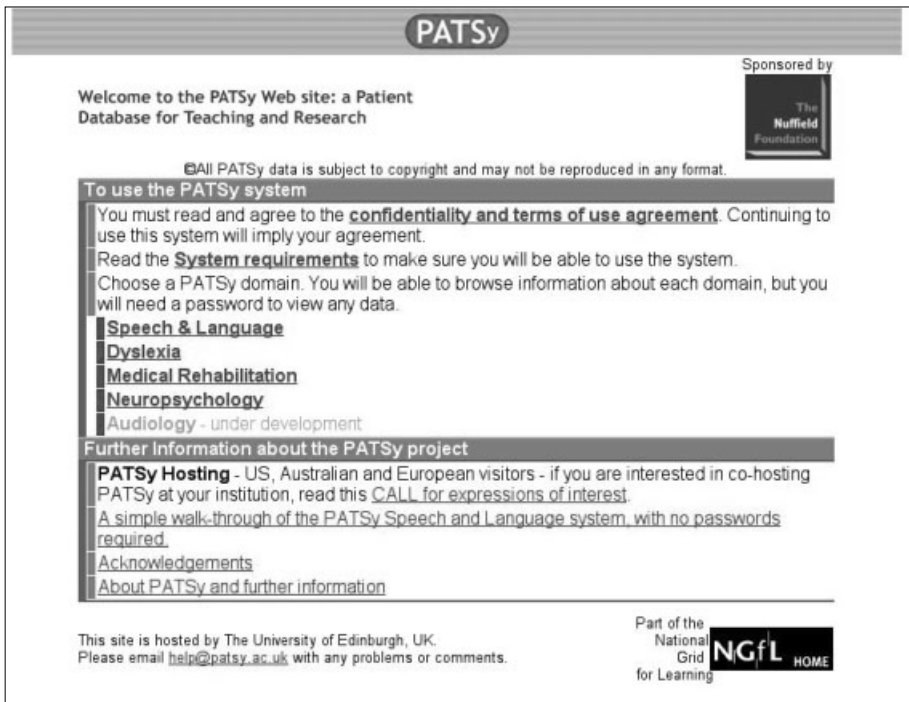 PATSy
Sponsored by
The
Nuffield
Foundation
Welcome to the PATSy Web site: a Patient
Database for Teaching and Research
©All PATSy data is subject to copyright and may not be reproduced in any format.
To use the PATSy system
You must read and agree to the confidentiality and terms of use agreement. Continuing to
use this system will imply your agreement.
Read the System requirements to make sure you will be able to use the system.
Choose a PATSy domain. You will be able to browse information about each domain, but you
will need a password to view any data.
Speech & Language
Dyslexia
Medical Rehabilitation
Neuropsychology
Audiology - under development
Further Information about the PATSy project
PATSy Hosting - US, Australian and European visitors - if you are interested in co-hosting
PATSy at your institution, read this CALL for expressions of interest.
A simple walk-through of the PATSy Speech and Language system, with no passwords
required.
Acknowledgements
About PATSy and further information
This site is hosted by The University of Edinburgh, UK.
Please email help@patsy.ac.uk with any problems or comments.
Part of the
National
Grid
for Learning
NGfL HOME